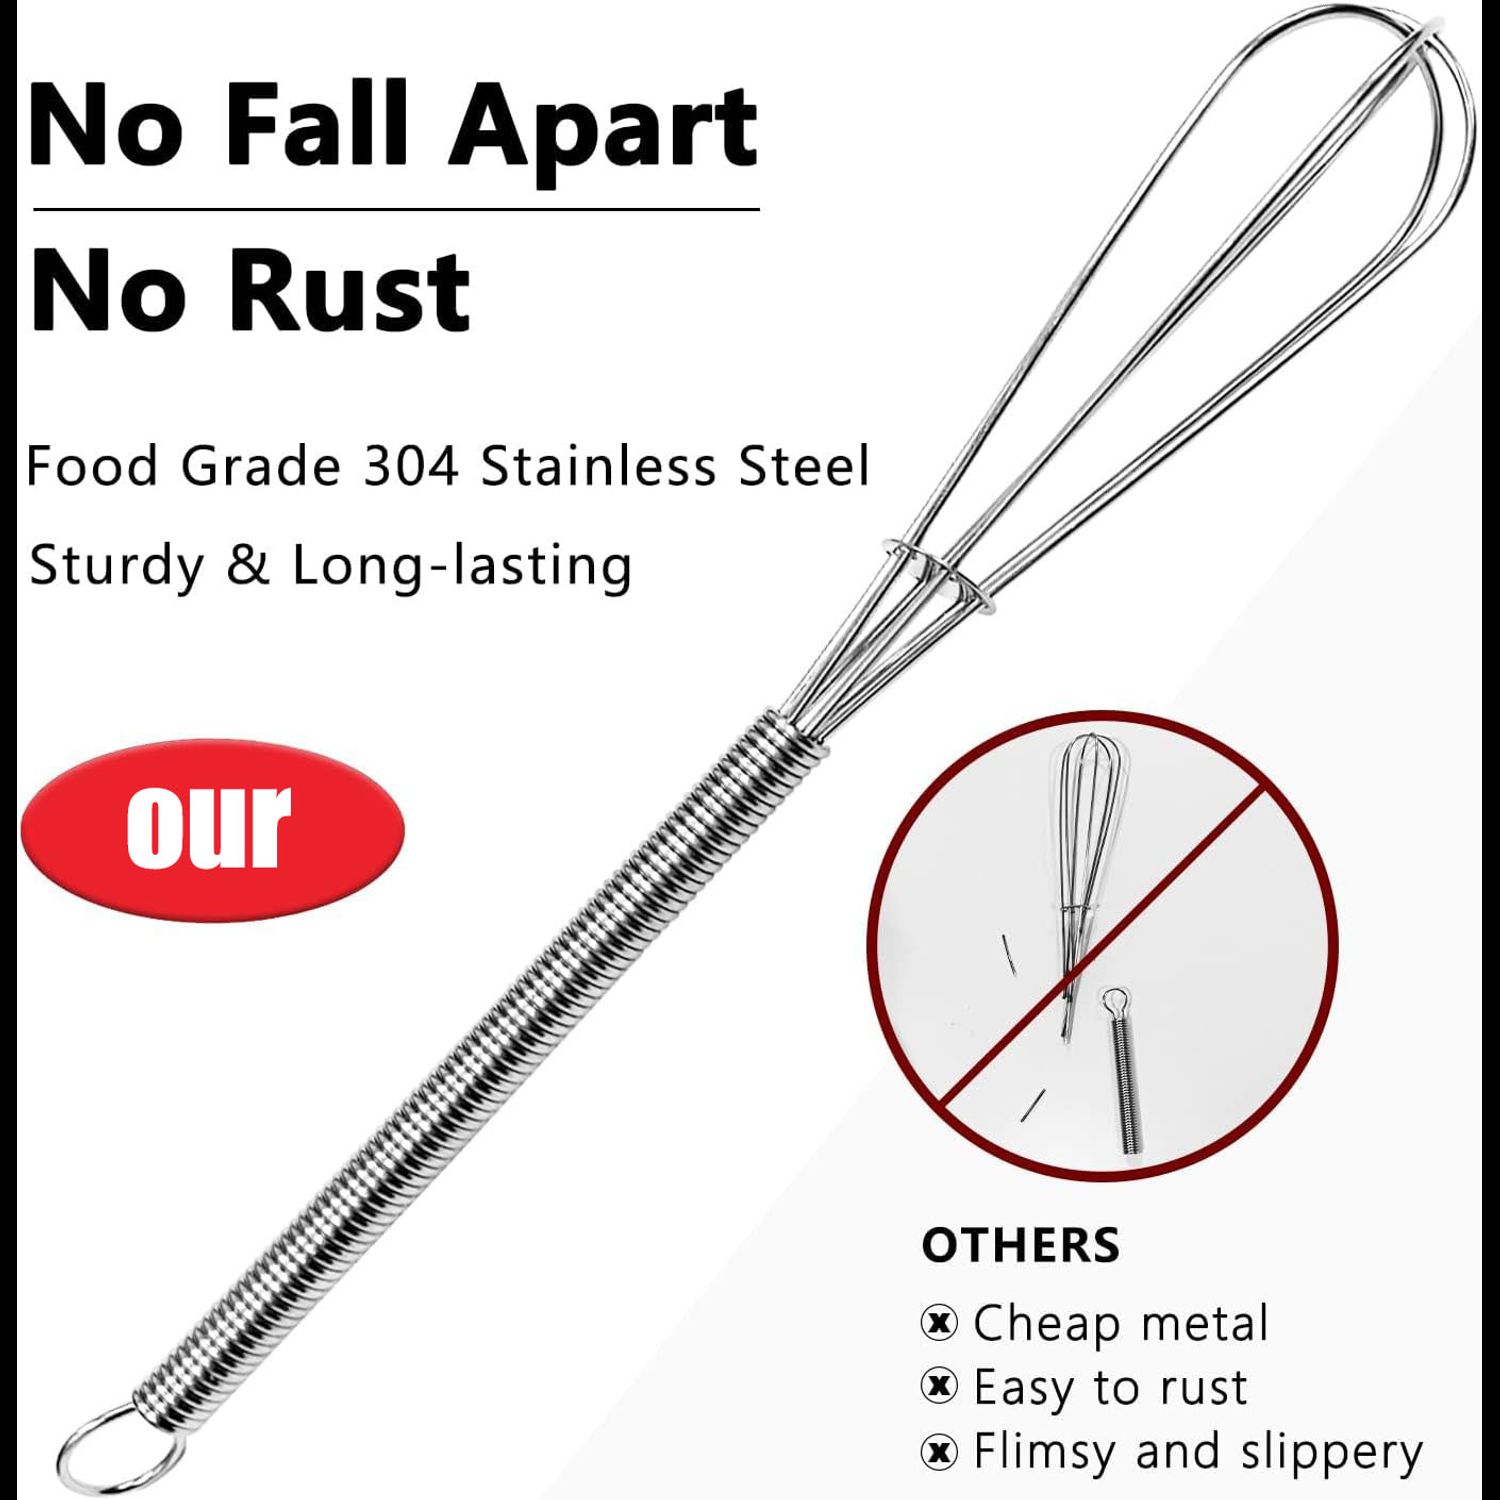 No Fall Apart
No Rust
Food Grade 304 Stainless Steel
Sturdy & Long-lasting
our
OTHERS
Cheap metal
Easy to rust
Flimsy and slippery